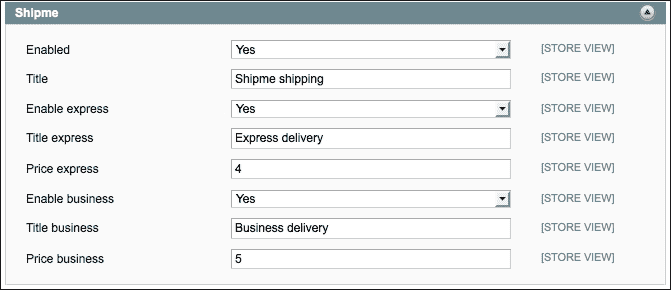 Shipme
Enabled Yes [STORE VIEW]
Title Shipme shipping [STORE VIEW]
Enable express Yes [STORE VIEW]
Title express Express delivery [STORE VIEW]
Price express 4 [STORE VIEW]
Enable business Yes [STORE VIEW]
Title business Business delivery [STORE VIEW]
Price business 5 [STORE VIEW]